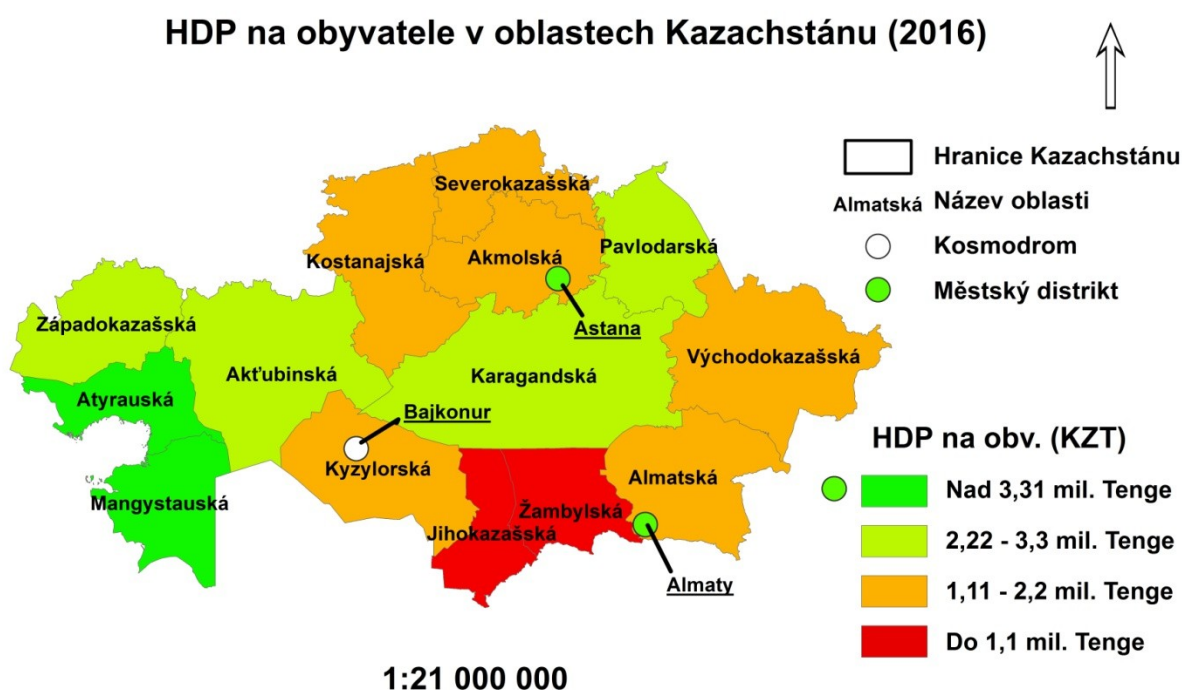 HDP na obyvatele v oblastech Kazachstánu (2016)
Hranice Kazachstánu
Almatská Název oblasti
Kosmodrom
Městský distrikt
Severokazašská
Pavlodarská
Kostanajská
Akmolská
Astana
Západokazašská
Východokazašská
Akťubinská
Karagandská
Atyrauská
Bajkonur
Kyzylorská
Almatská
Mangystauská
Žambylská
Jihokazašská
Almaty
HDP na obv. (KZT)
Nad 3,31 mil. Tenge
2,22 - 3,3 mil. Tenge
1,11 - 2,2 mil. Tenge
Do 1,1 mil. Tenge
1:21 000 000